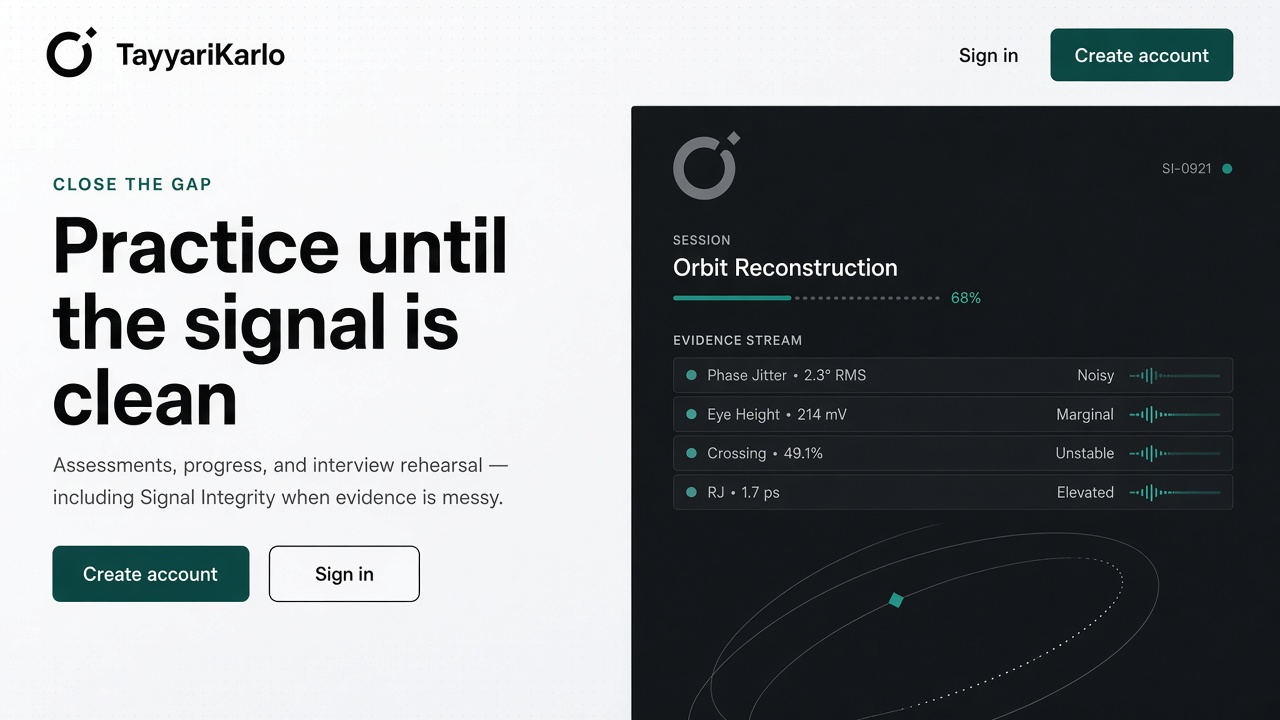 TayyariKarlo
Sign in
Create account
CLOSE THE GAP
Practice until
the signal is
clean
Assessments, progress, and interview rehearsal —
including Signal Integrity when evidence is messy.
Create account
Sign in
SI-0921
SESSION
Orbit Reconstruction
68%
EVIDENCE STREAM
Phase Jitter • 2.3° RMS Noisy
Eye Height • 214 mV Marginal
Crossing • 49.1% Unstable
RJ • 1.7 ps Elevated